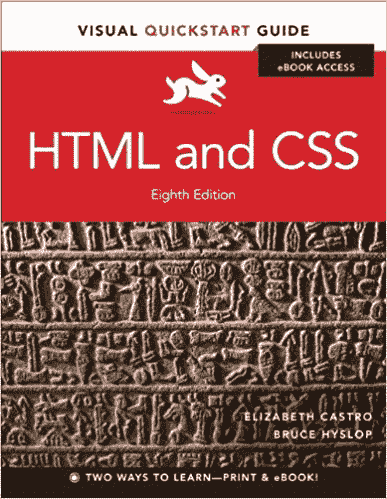 VISUAL QUICKSTART GUIDE
INCLUDES
eBOOK ACCESS
HTML and CSS
Eighth Edition
ELIZABETH CASTRO
BRUCE HYSLOP
TWO WAYS TO LEARN—PRINT & eBOOK!